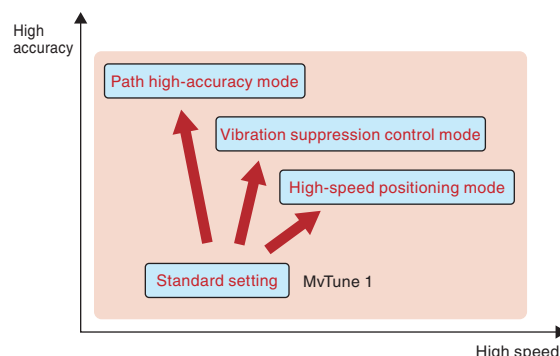 High
accuracy
Path high-accuracy mode
Vibration suppression control mode
High-speed positioning mode
Standard setting MvTune 1
High speed